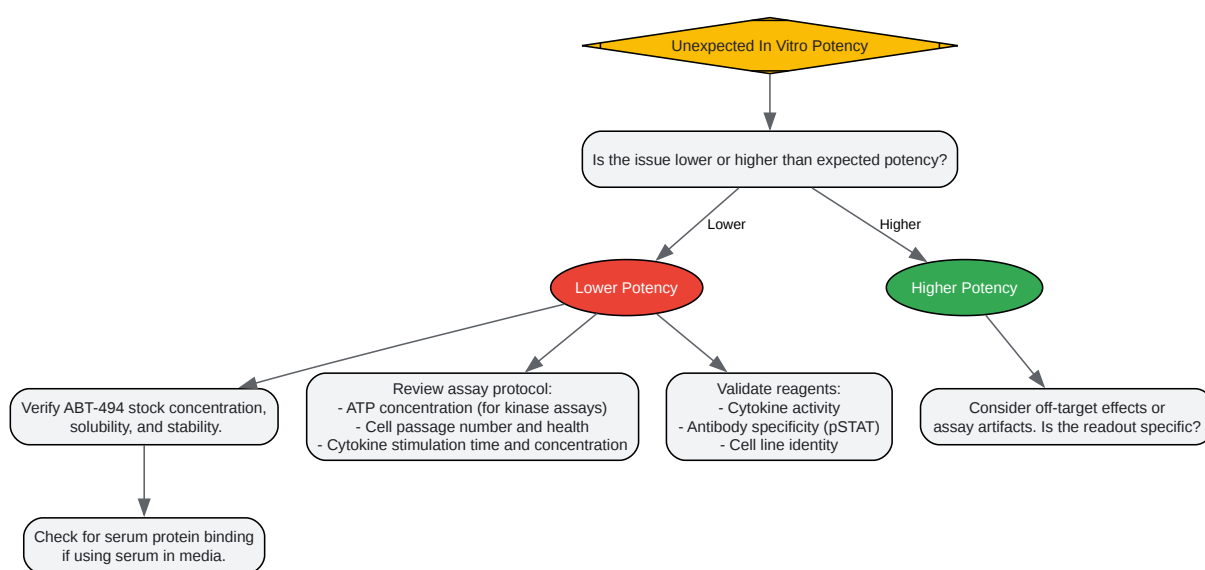 Unexpected In Vitro Potency
Is the issue lower or higher than expected potency?
Lower
Higher
Lower Potency
Higher Potency
Verify ABT-494 stock concentration,
solubility, and stability.
Review assay protocol:
- ATP concentration (for kinase assays)
- Cell passage number and health
- Cytokine stimulation time and concentration
Validate reagents:
- Cytokine activity
- Antibody specificity (pSTAT)
- Cell line identity
Consider off-target effects or
assay artifacts. Is the readout specific?
Check for serum protein binding
if using serum in media.